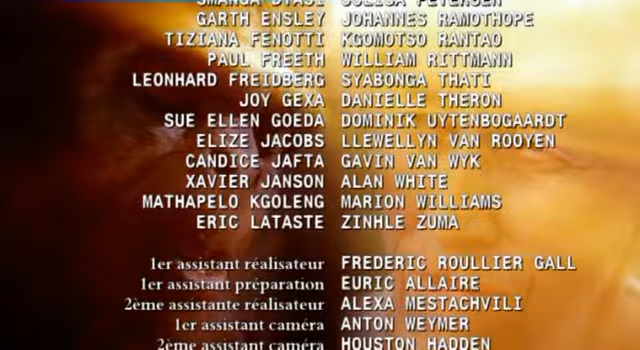 GARTH ENSLEY JOHANNES RAMOTHOPE
TIZIANA FENOTTI KGOMOTSO RANTAO
PAUL FREETH WILLIAM RITTMANN
LEONHARD FREIDBERG SYABONGA THATI
JOY GEXA DANIELLE THERON
SUE ELLEN GOEDA DOMINIK UYTENBOGAARDT
ELIZE JACOBS LLEWELLYN VAN ROOYEN
CANDICE JAFTA GAVIN VAN WYK
XAVIER JANSON ALAN WHITE
MATHAPELO KGOLENG MARION WILLIAMS
ERIC LATASTE ZINHLE ZUMA
1er assistant réalisateur FREDERIC ROULLIER GALL
1er assistant préparation EURIC ALLAIRE
2ème assistante réalisateur ALEXA MESTACHVILI
1er assistant caméra ANTON WEYMER
2ème assistant caméra HOUSTON HADDEN